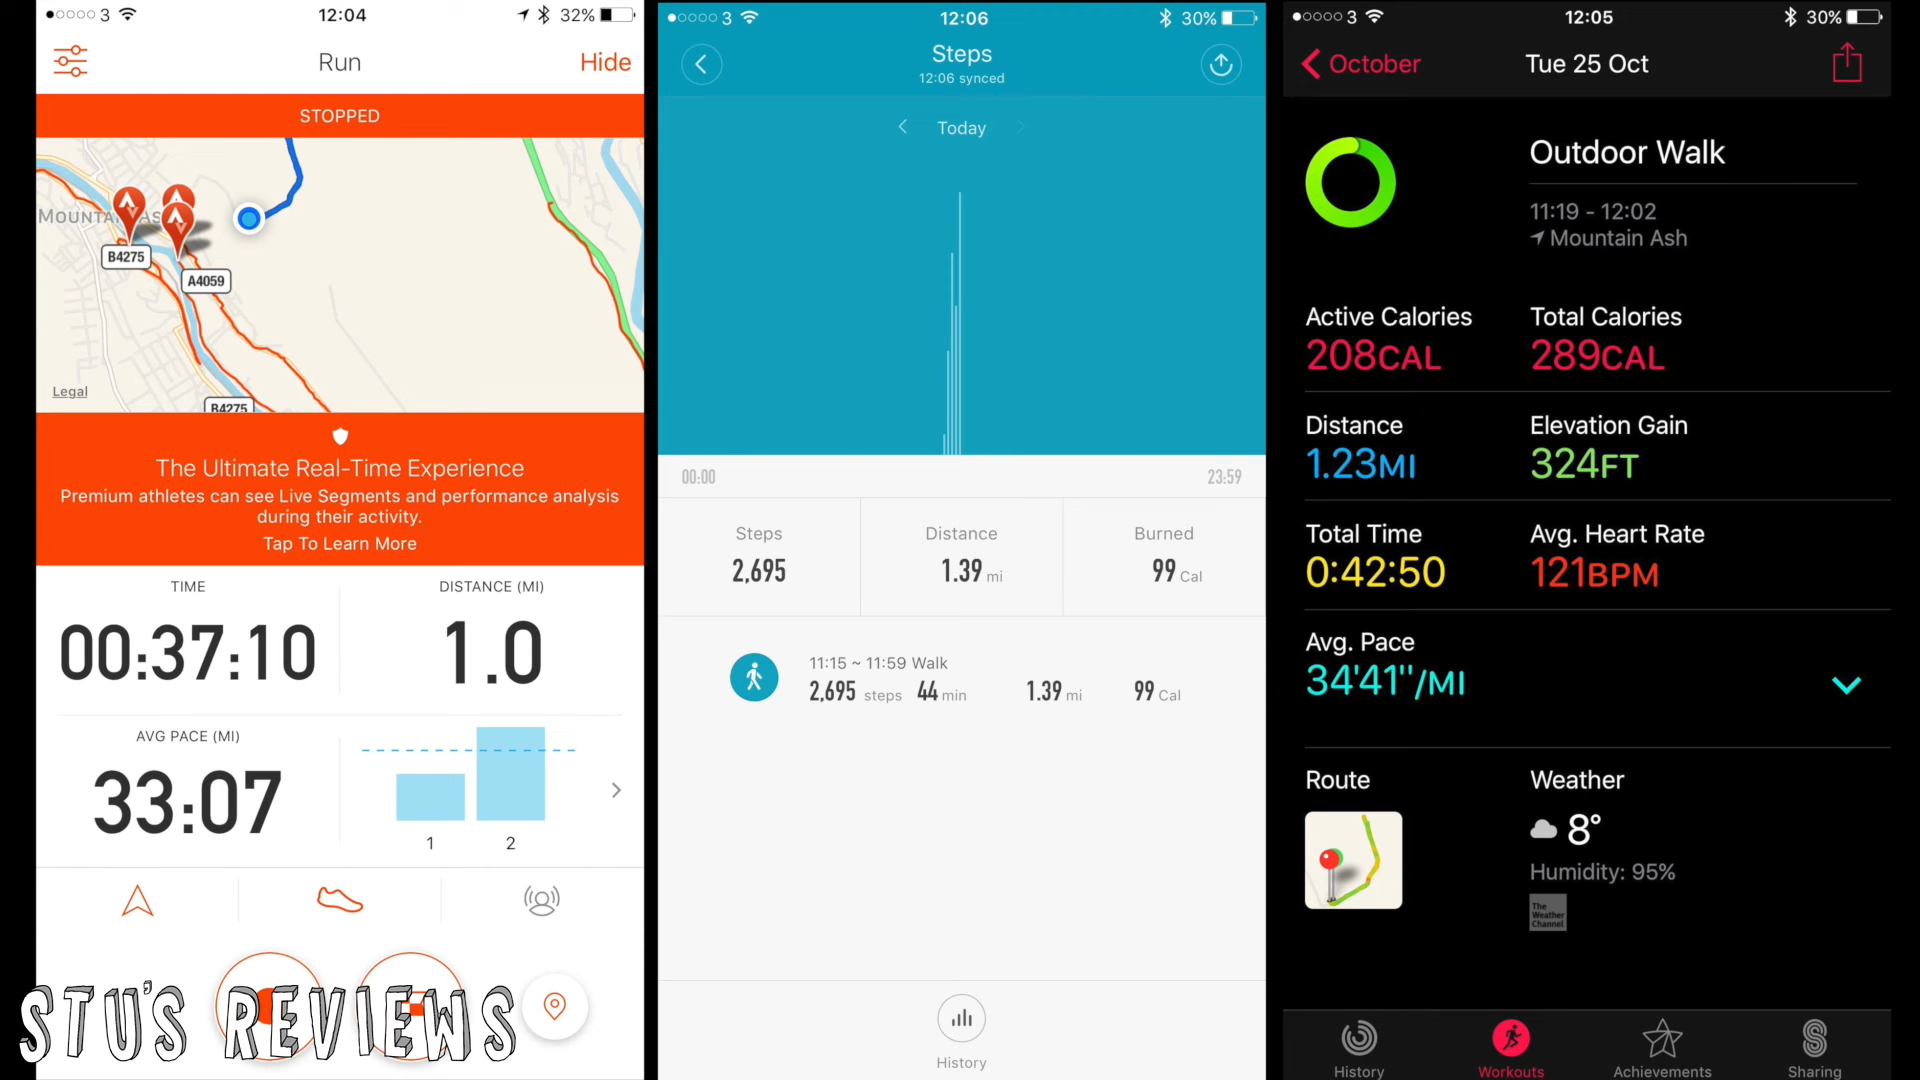 3 12:04 32%
Run
Hide
STOPPED
MOUNTAIN ASH
B4275
A4059
B4275
Legal
The Ultimate Real-Time Experience
Premium athletes can see Live Segments and performance analysis
during their activity.
Tap To Learn More
TIME
00:37:10
DISTANCE (MI)
1.0
AVG PACE (MI)
33:07
1 2
STU'S REVIEWS
3 12:06 30%
Steps
12:06 synced
Today
00:00 23:59
Steps
2,695
Distance
1.39 mi
Burned
99 Cal
11:15 ~ 11:59 Walk
2,695 steps 44 min 1.39 mi 99 Cal
History
3 12:05 30%
October
Tue 25 Oct
Outdoor Walk
11:19 - 12:02
Mountain Ash
Active Calories
208CAL
Total Calories
289CAL
Distance
1.23MI
Elevation Gain
324FT
Total Time
0:42:50
Avg. Heart Rate
121BPM
Avg. Pace
34'41"/MI
Route
Weather
8°
Humidity: 95%
The
Weather
Channel
History Workouts Achievements Sharing